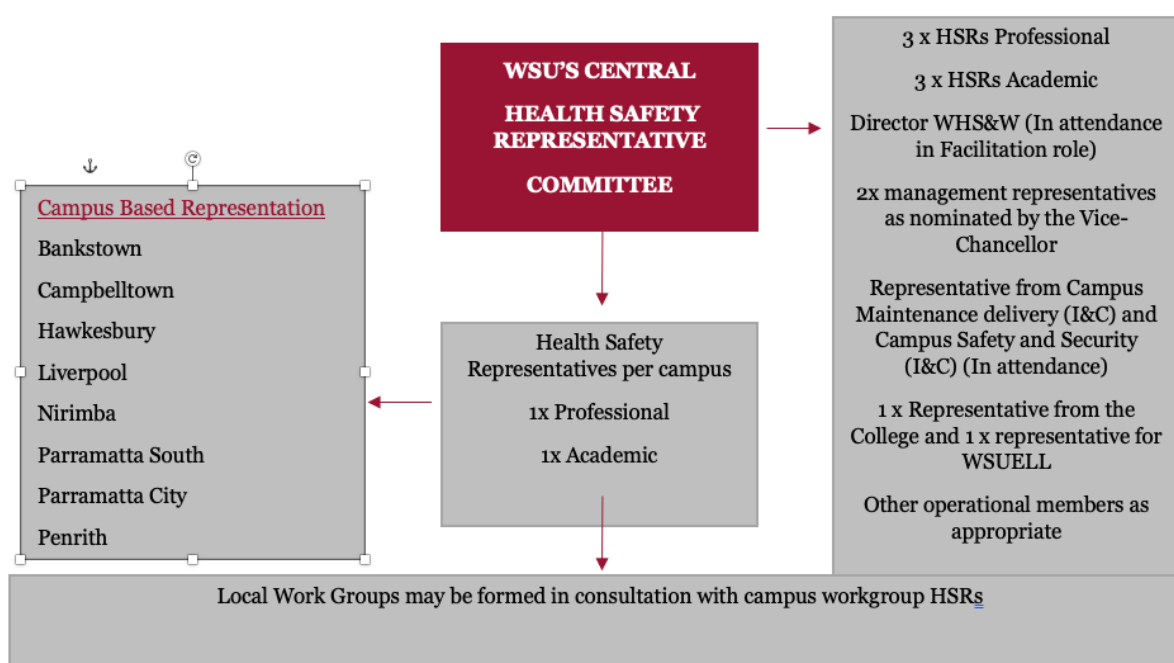 WSU'S CENTRAL
HEALTH SAFETY
REPRESENTATIVE
COMMITTEE
3 x HSRs Professional
3 x HSRs Academic
Director WHS&W (In attendance
in Facilitation role)
2x management representatives
as nominated by the Vice-
Chancellor
Representative from Campus
Maintenance delivery (I&C) and
Campus Safety and Security
(I&C) (In attendance)
1 x Representative from the
College and 1 x representative for
WSUELL
Other operational members as
appropriate
Health Safety
Representatives per campus
1x Professional
1x Academic
Campus Based Representation
Bankstown
Campbelltown
Hawkesbury
Liverpool
Nirimba
Parramatta South
Parramatta City
Penrith
Local Work Groups may be formed in consultation with campus workgroup HSRs